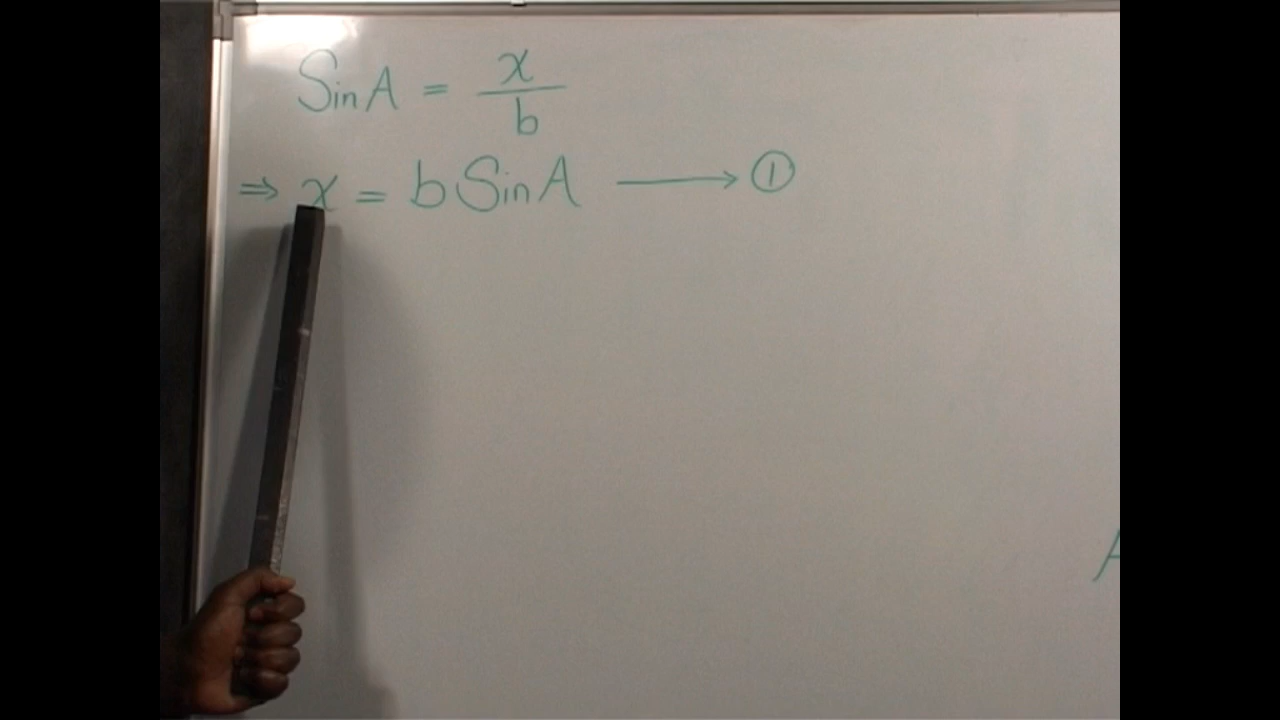 Sin A = x/b
⇒ x = b Sin A ⟶ ①
A